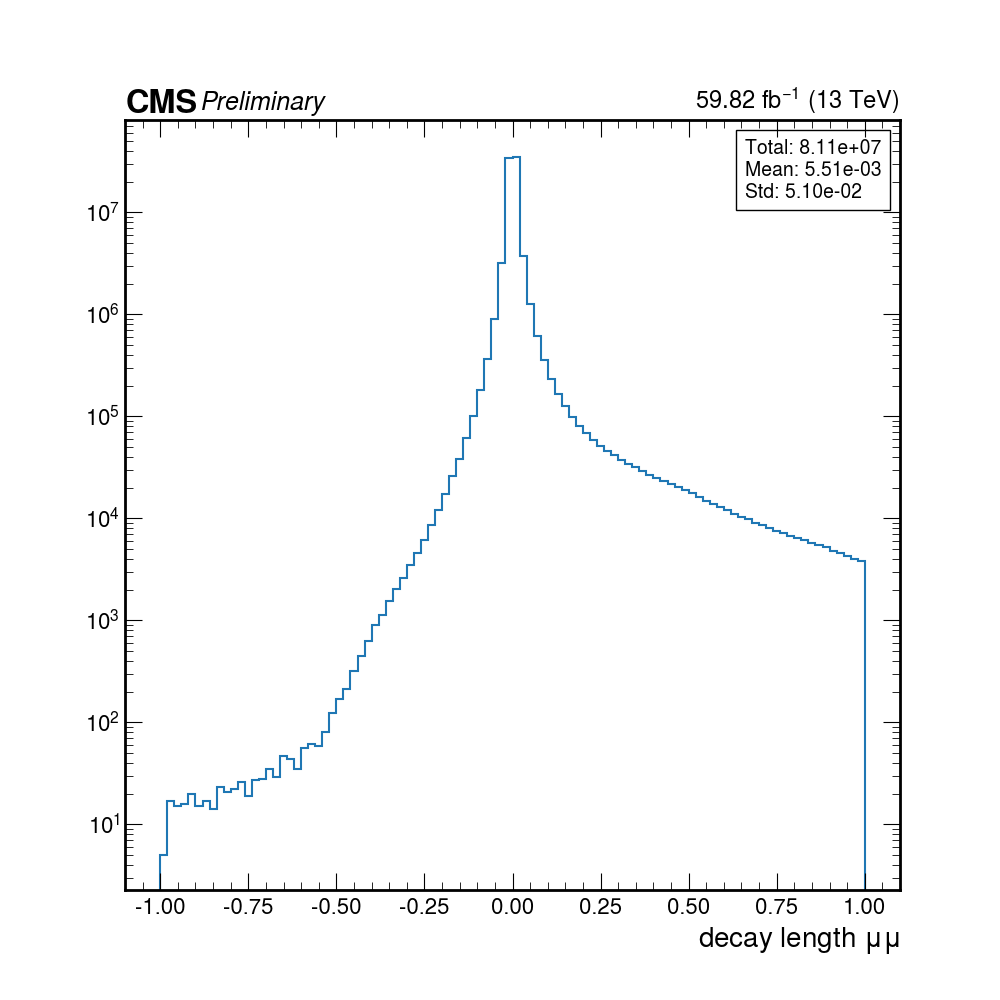 CMS Preliminary
59.82 fb⁻¹ (13 TeV)
Total: 8.11e+07
Mean: 5.51e-03
Std: 5.10e-02
10⁷
10⁶
10⁵
10⁴
10³
10²
10¹
-1.00 -0.75 -0.50 -0.25 0.00 0.25 0.50 0.75 1.00
decay length μμ